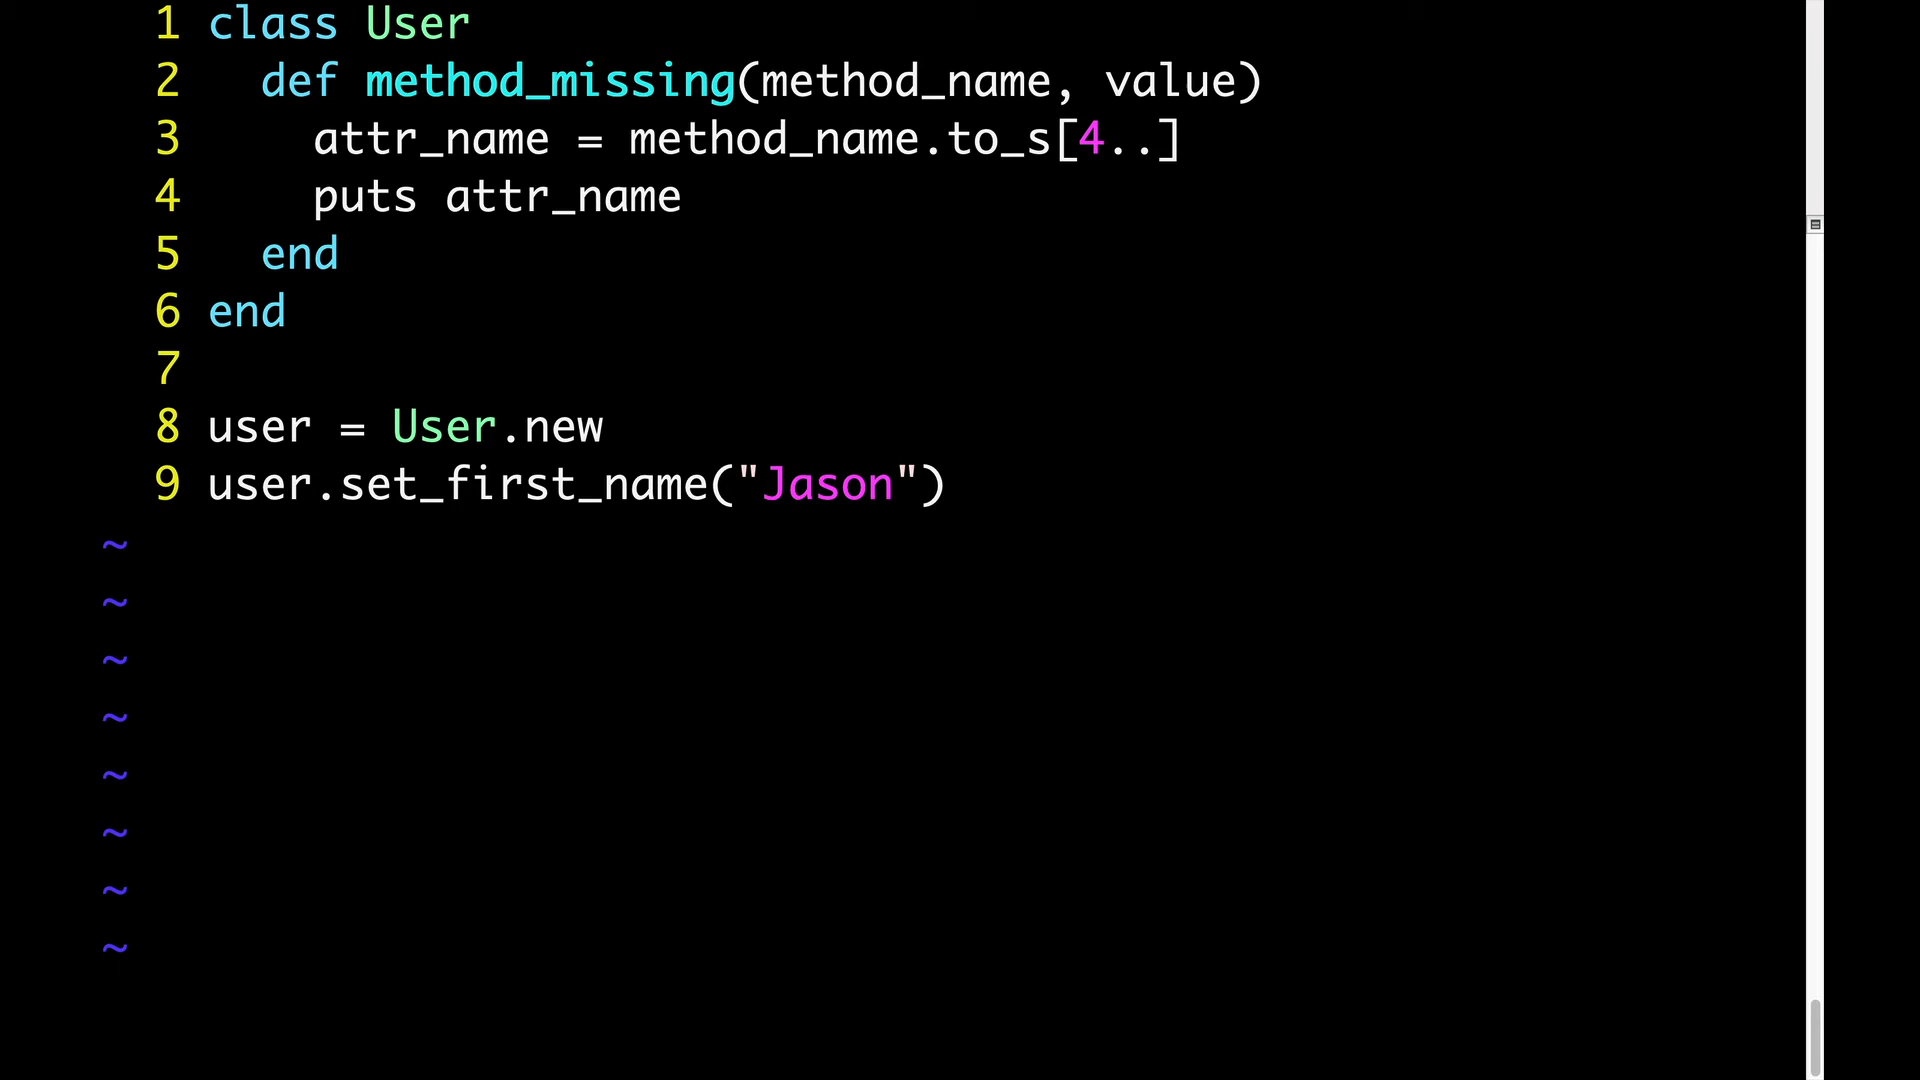 1 class User
2   def method_missing(method_name, value)
3     attr_name = method_name.to_s[4..]
4     puts attr_name
5   end
6 end
7
8 user = User.new
9 user.set_first_name("Jason")
~
~
~
~
~
~
~
~